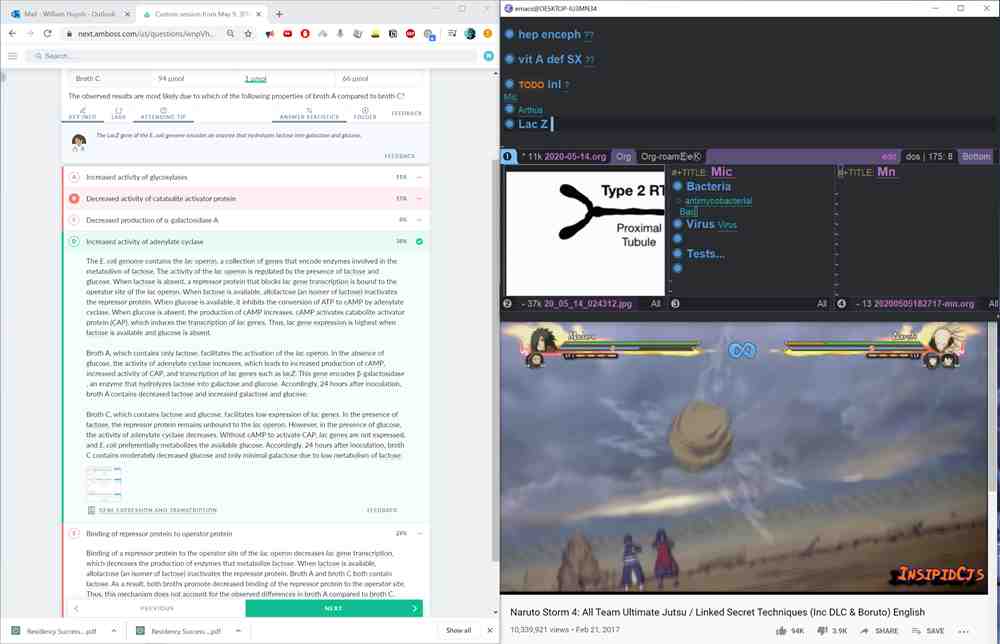 Mail - William Huynh - Outlook
Custom session from May 9, 201
next.amboss.com/us/questions/wnpVh...
Search...
Broth C 94 μmol 1 μmol 66 μmol
The observed results are most likely due to which of the following properties of broth A compared to broth C?
KEY INFO LABS ATTENDING TIP ANSWER STATISTICS FOLDER FEEDBACK
The LacZ gene of the E. coli genome encodes an enzyme that hydrolyzes lactose into galactose and glucose.
FEEDBACK
A Increased activity of glycosylases
Decreased activity of catabolite activator protein
Decreased production of α-galactosidase A
D Increased activity of adenylate cyclase
The E. coli genome contains the lac operon, a collection of genes that encode enzymes involved in the
metabolism of lactose. The activity of the lac operon is regulated by the presence of lactose and
glucose. When lactose is absent, a repressor protein that blocks lac gene transcription is bound to the
operator site of the lac operon. When lactose is available, allolactose (an isomer of lactose) inactivates
the repressor protein. When glucose is available, it inhibits the conversion of ATP to cAMP by adenylate
cyclase. When glucose is absent, the production of cAMP increases. cAMP activates catabolite activator
protein (CAP), which induces the transcription of lac genes. Thus, lac gene expression is highest when
lactose is available and glucose is absent.
Broth A, which contains only lactose, facilitates the activation of the lac operon. In the absence of
glucose, the activity of adenylate cyclase increases, which leads to increased production of cAMP,
increased activity of CAP, and transcription of lac genes such as lacZ. This gene encodes β-galactosidase
, an enzyme that hydrolyzes lactose into galactose and glucose. Accordingly, 24 hours after inoculation,
broth A contains decreased lactose and increased galactose and glucose.
Broth C, which contains lactose and glucose, facilitates low expression of lac genes. In the presence of
lactose, the repressor protein remains unbound to the lac operon. However, in the presence of glucose,
the activity of adenylate cyclase decreases. Without cAMP to activate CAP, lac genes are not expressed,
and E. coli preferentially metabolizes the available glucose. Accordingly, 24 hours after inoculation, broth
C contains moderately decreased glucose and only minimal galactose due to low metabolism of lactose.
GENE EXPRESSION AND TRANSCRIPTION FEEDBACK
E Binding of repressor protein to operator protein
Binding of a repressor protein to the operator site of the lac operon decreases lac gene transcription,
which decreases the production of enzymes that metabolize lactose. When lactose is available,
allolactose (an isomer of lactose) inactivates the repressor protein. Broth A and broth C both contain
lactose. As a result, both broths promote decreased binding of the repressor protein to the operator site.
Thus, this mechanism does not account for the observed differences in broth A compared to broth C.
PREVIOUS NEXT
Residency Success....pdf Residency Success ....pdf Show all
emacs@DESKTOP-IU3MN34
hep enceph ??
vit A def SX ??
TODO inl ?
Mic
Arthus
Lac Z
1 * 11k 2020-05-14.org Org edit dos | 175: 8 Bottom
Type 2 RT
Proximal
Tubule
#+TITLE: Mic
Bacteria
antimycobacterial
Virus Virus
Tests...
#+TITLE: Mn
2 - 37k 20_05_14_024312.jpg All
3 All
4 - 13 20200505182717-mn.org All
INSIPIDCJS
Naruto Storm 4: All Team Ultimate Jutsu / Linked Secret Techniques (Inc DLC & Boruto) English
10,339,921 views • Feb 21, 2017
94K 3.9K SHARE SAVE